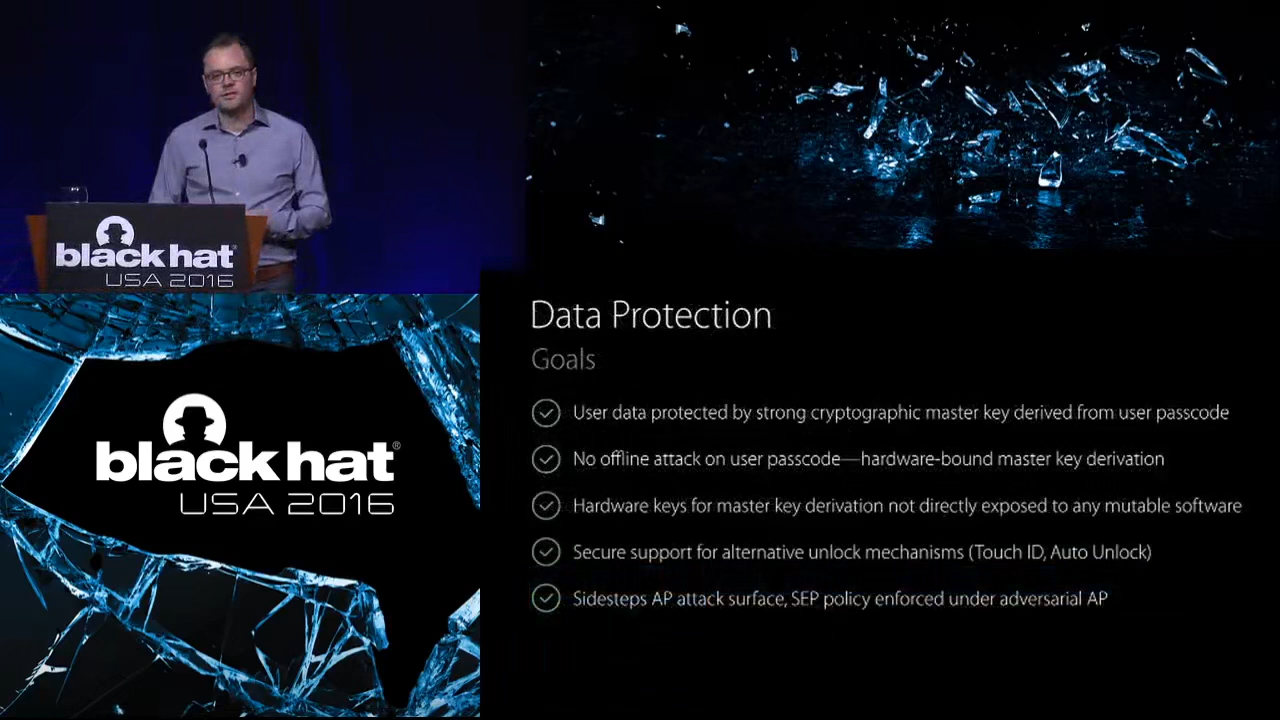 black hat®
USA 2016
black hat®
USA 2016
Data Protection
Goals
User data protected by strong cryptographic master key derived from user passcode
No offline attack on user passcode—hardware-bound master key derivation
Hardware keys for master key derivation not directly exposed to any mutable software
Secure support for alternative unlock mechanisms (Touch ID, Auto Unlock)
Sidesteps AP attack surface, SEP policy enforced under adversarial AP